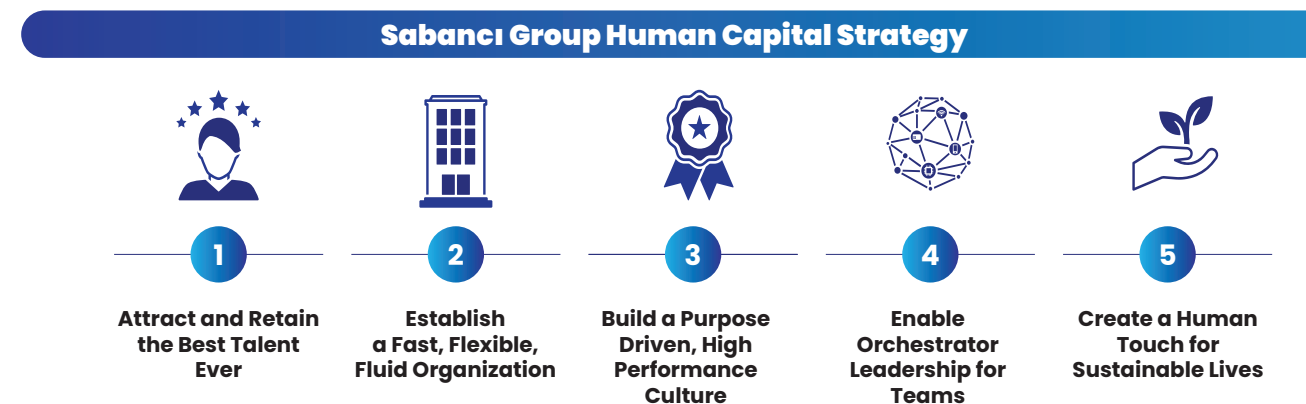 Sabancı Group Human Capital Strategy
1
Attract and Retain
the Best Talent
Ever
2
Establish
a Fast, Flexible,
Fluid Organization
3
Build a Purpose
Driven, High
Performance
Culture
4
Enable
Orchestrator
Leadership for
Teams
5
Create a Human
Touch for
Sustainable Lives